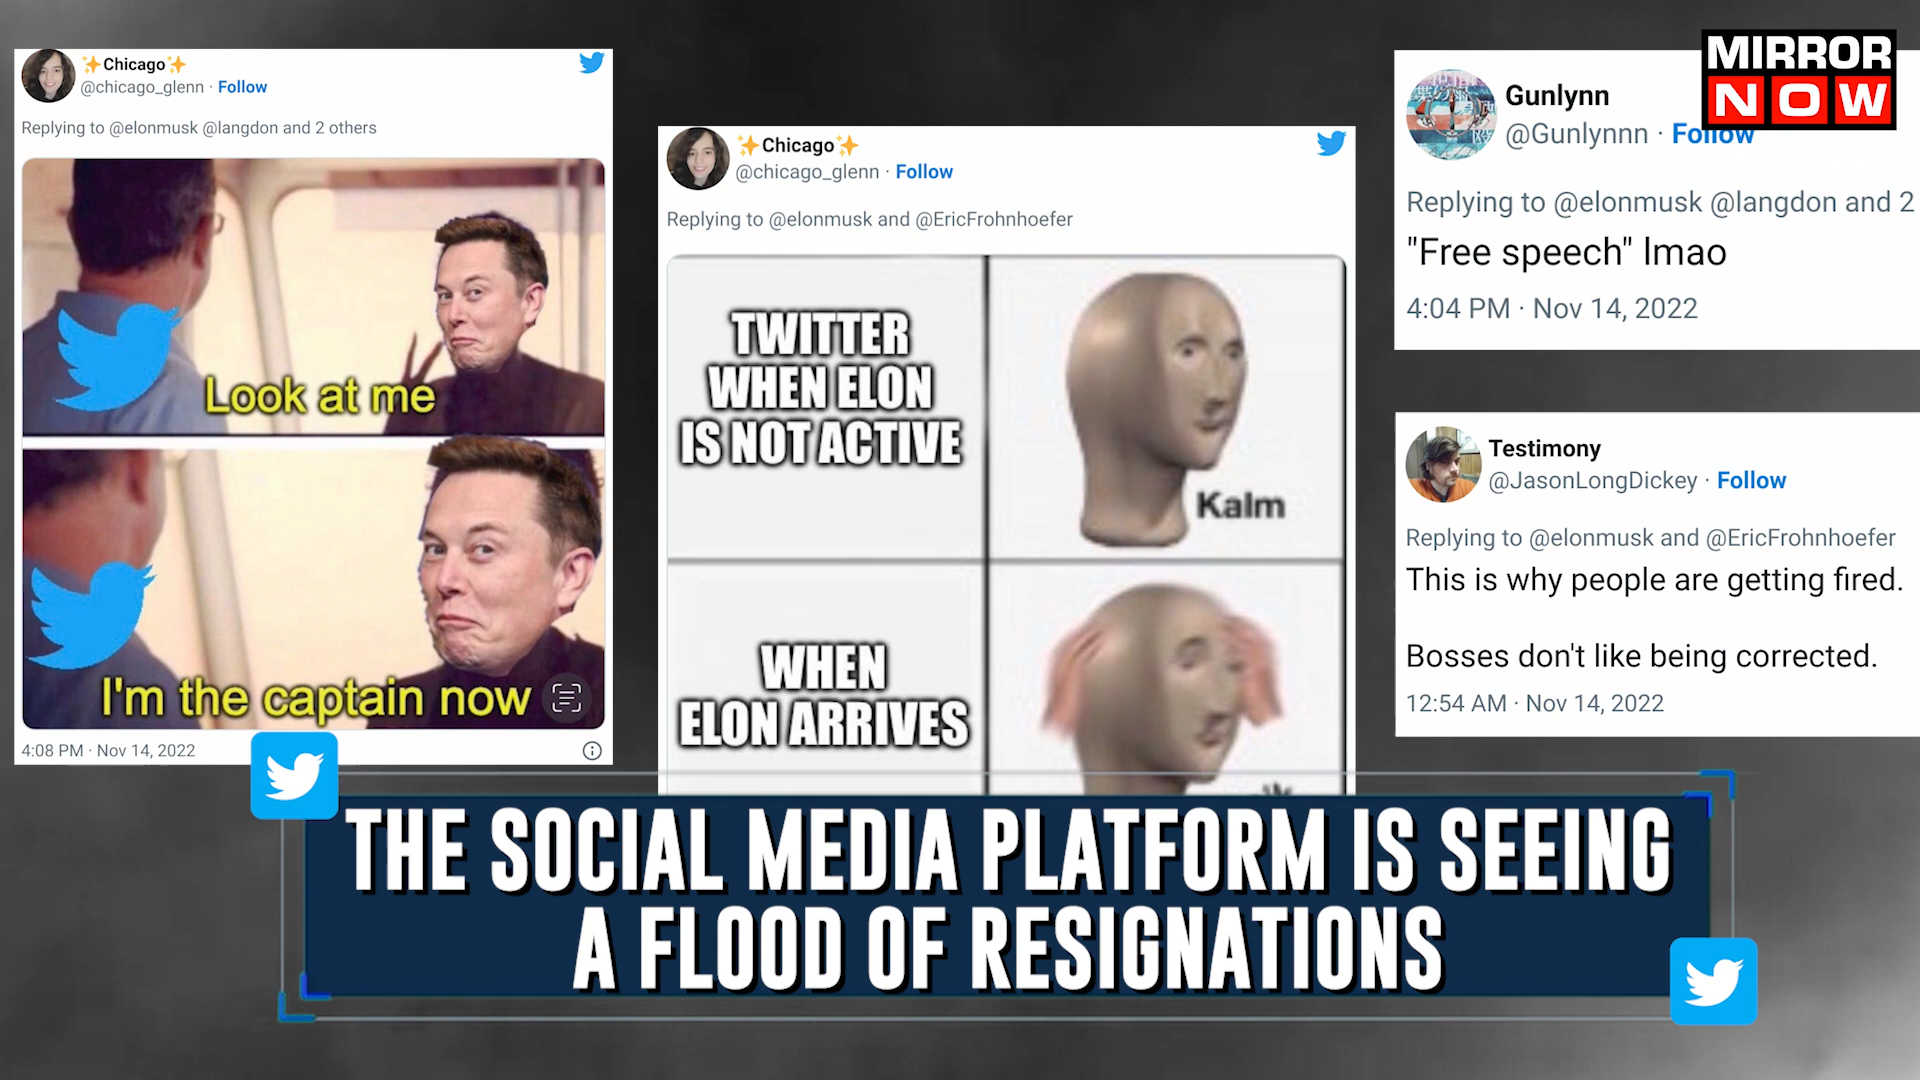 ✨Chicago✨
@chicago_glenn · Follow
Replying to @elonmusk @langdon and 2 others
Look at me
I'm the captain now
4:08 PM · Nov 14, 2022
✨Chicago✨
@chicago_glenn · Follow
Replying to @elonmusk and @EricFrohnhoefer
TWITTER
WHEN ELON
IS NOT ACTIVE
Kalm
WHEN
ELON ARRIVES
MIRROR
NOW
Gunlynn
@Gunlynnn · Follow
Replying to @elonmusk @langdon and 2
"Free speech" lmao
4:04 PM · Nov 14, 2022
Testimony
@JasonLongDickey · Follow
Replying to @elonmusk and @EricFrohnhoefer
This is why people are getting fired.
Bosses don't like being corrected.
12:54 AM · Nov 14, 2022
THE SOCIAL MEDIA PLATFORM IS SEEING
A FLOOD OF RESIGNATIONS